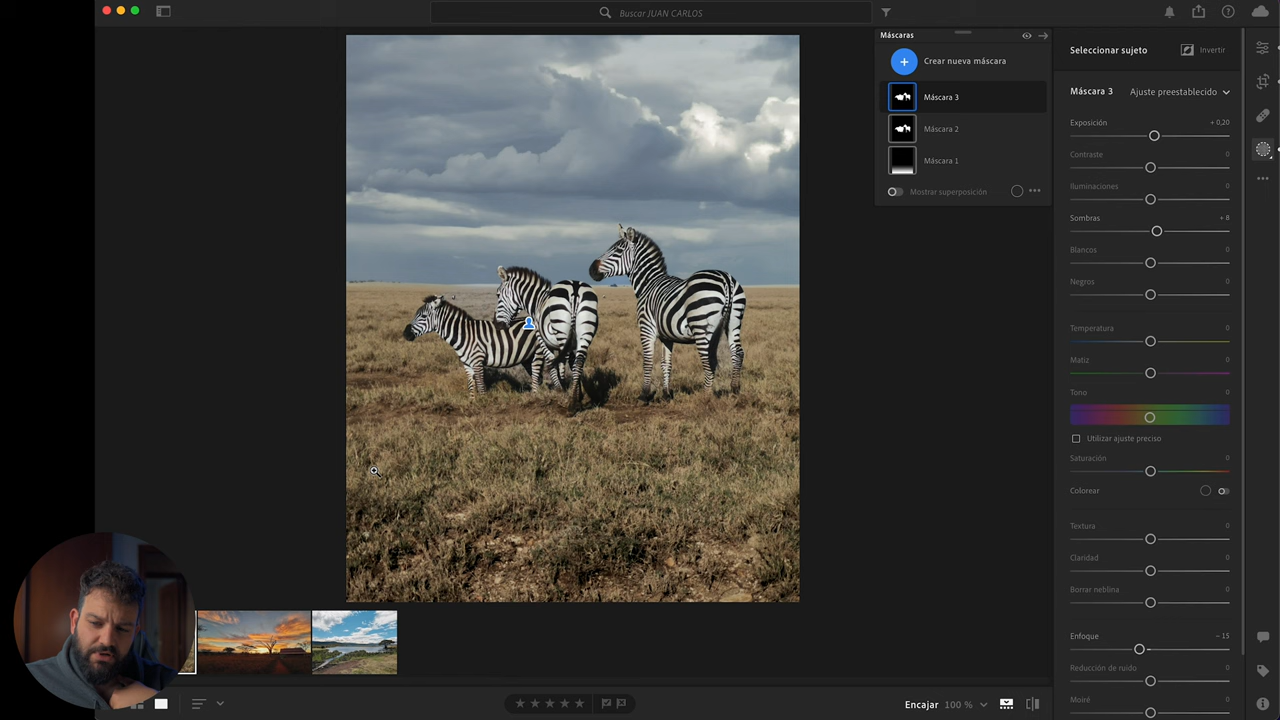 Buscar JUAN CARLOS
Máscaras
Crear nueva máscara
Máscara 3
Máscara 2
Máscara 1
Mostrar superposición
Seleccionar sujeto
Invertir
Máscara 3
Ajuste preestablecido
Exposición + 0,20
Contraste 0
Iluminaciones 0
Sombras + 8
Blancos 0
Negros 0
Temperatura 0
Matiz 0
Tono 0
Utilizar ajuste preciso
Saturación 0
Colorear
Textura 0
Claridad 0
Borrar neblina 0
Enfoque − 15
Reducción de ruido 0
Moiré 0
Encajar 100 %